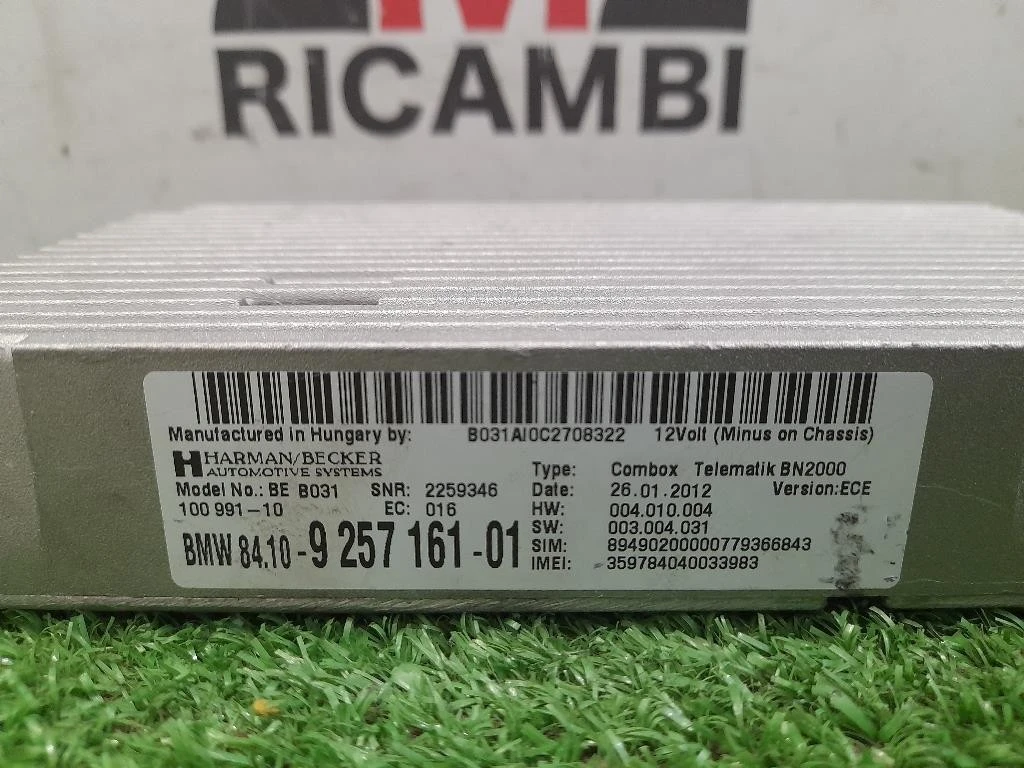 M
RICAMBI
Manufactured in Hungary by: B031AI0C2708322 12Volt (Minus on Chassis)
HARMAN/BECKER
AUTOMOTIVE SYSTEMS
Type: Combox Telematik BN2000
Model No.: BE B031 SNR: 2259346 Date: 26.01.2012 Version:ECE
100 991-10 EC: 016 HW: 004.010.004
SW: 003.004.031
BMW 84.10-9 257 161-01 SIM: 89490200000779366843
IMEI: 359784040033983